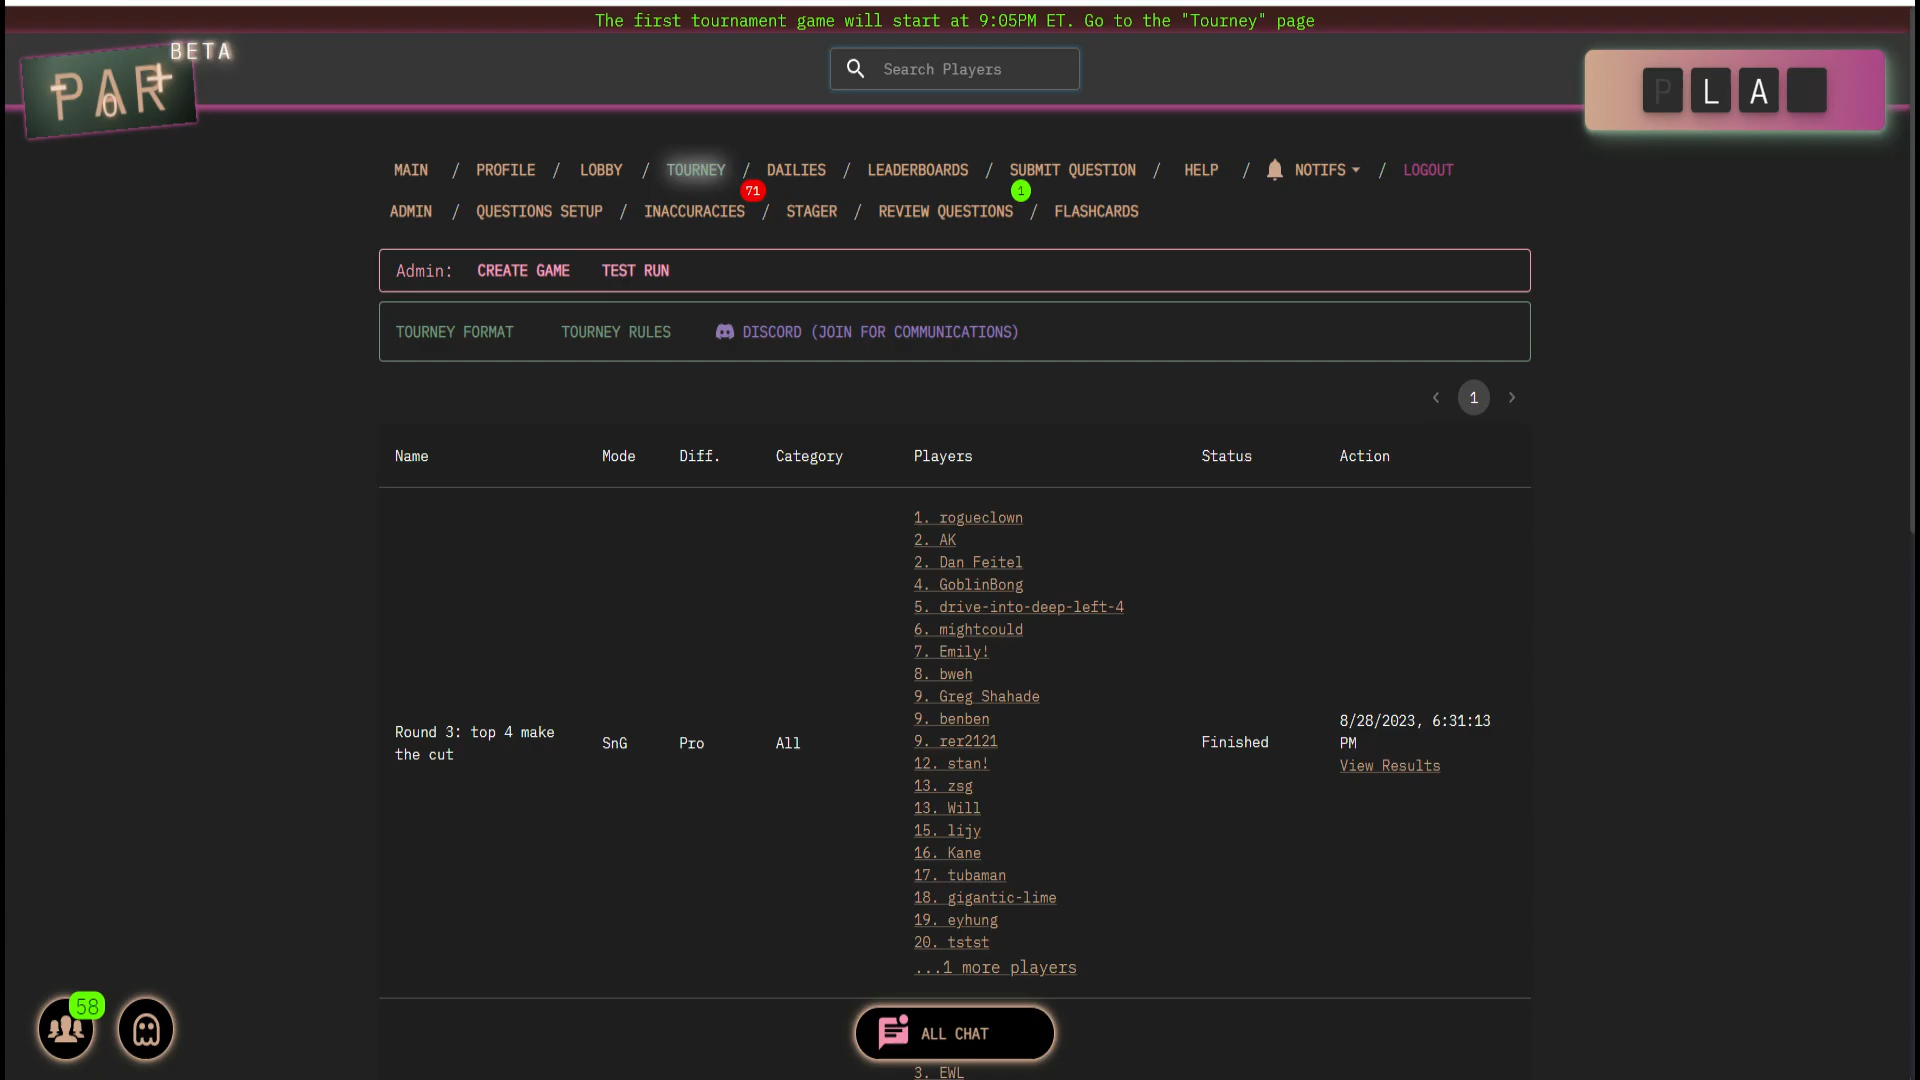 The first tournament game will start at 9:05PM ET. Go to the "Tourney" page
PAR BETA
Search Players
P L A
MAIN / PROFILE / LOBBY / TOURNEY / DAILIES / LEADERBOARDS / SUBMIT QUESTION / HELP / NOTIFS / LOGOUT
71 1
ADMIN / QUESTIONS SETUP / INACCURACIES / STAGER / REVIEW QUESTIONS / FLASHCARDS
Admin: CREATE GAME TEST RUN
TOURNEY FORMAT TOURNEY RULES DISCORD (JOIN FOR COMMUNICATIONS)
‹ 1 ›
Name Mode Diff. Category Players Status Action
Round 3: top 4 make
the cut
SnG
Pro
All
1. rogueclown
2. AK
2. Dan Feitel
4. GoblinBong
5. drive-into-deep-left-4
6. mightcould
7. Emily!
8. bweh
9. Greg Shahade
9. benben
9. rer2121
12. stan!
13. zsg
13. Will
15. lijy
16. Kane
17. tubaman
18. gigantic-lime
19. eyhung
20. tstst
...1 more players
Finished
8/28/2023, 6:31:13
PM
View Results
58
ALL CHAT
3. EWL